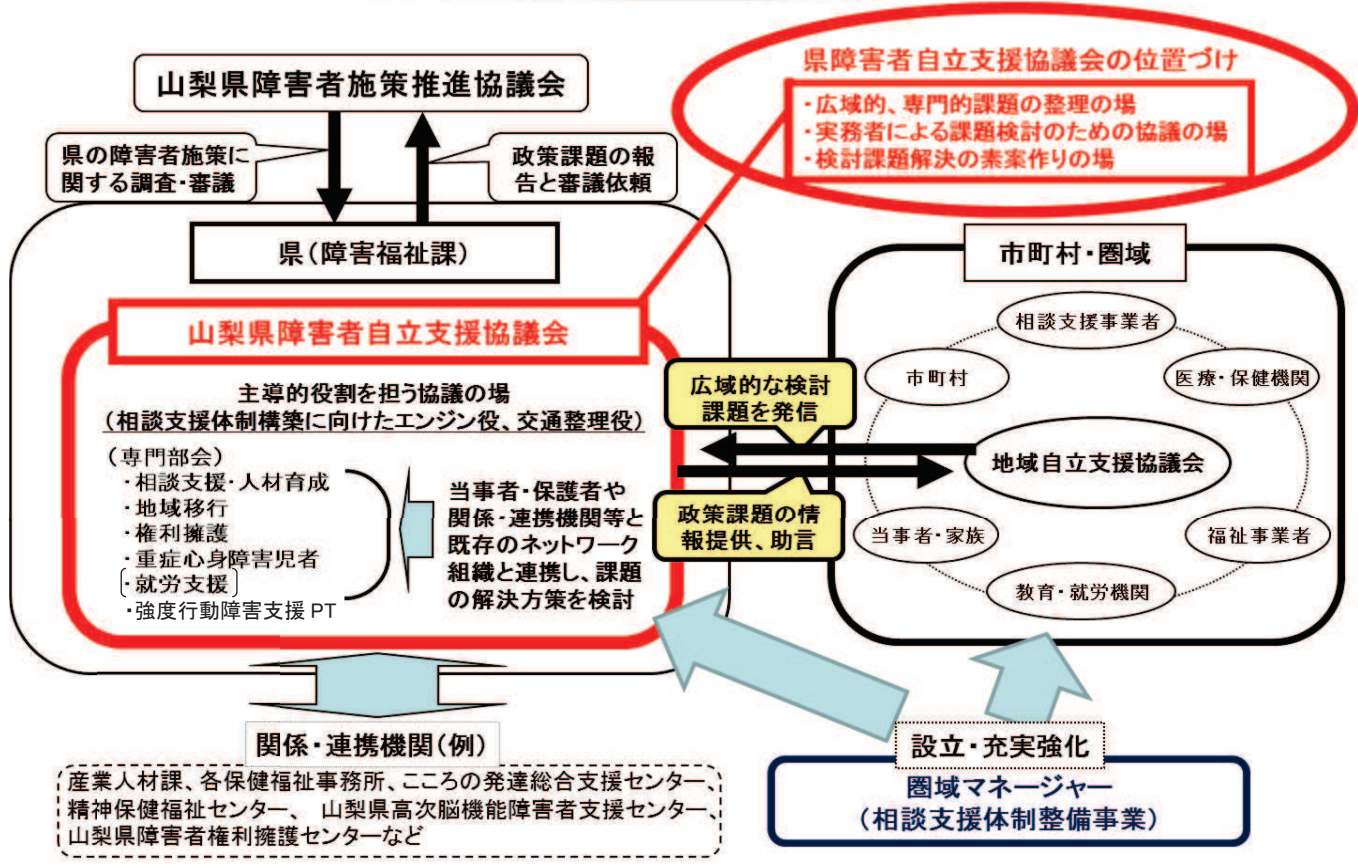 山梨県障害者施策推進協議会
県の障害者施策に
関する調査・審議
政策課題の報
告と審議依頼
県障害者自立支援協議会の位置づけ
・広域的、専門的課題の整理の場
・実務者による課題検討のための協議の場
・検討課題解決の素案作りの場
県(障害福祉課)
山梨県障害者自立支援協議会
主導的役割を担う協議の場
(相談支援体制構築に向けたエンジン役、交通整理役)
(専門部会)
・相談支援・人材育成
・地域移行
・権利擁護
・重症心身障害児者
・就労支援
・強度行動障害支援 PT
当事者・保護者や
関係・連携機関等と
既存のネットワーク
組織と連携し、課題
の解決方策を検討
広域的な検討
課題を発信
政策課題の情
報提供、助言
市町村・圏域
相談支援事業者
市町村
医療・保健機関
地域自立支援協議会
当事者・家族
福祉事業者
教育・就労機関
関係・連携機関(例)
産業人材課、各保健福祉事務所、こころの発達総合支援センター、
精神保健福祉センター、 山梨県高次脳機能障害者支援センター、
山梨県障害者権利擁護センターなど
設立・充実強化
圏域マネージャー
(相談支援体制整備事業)